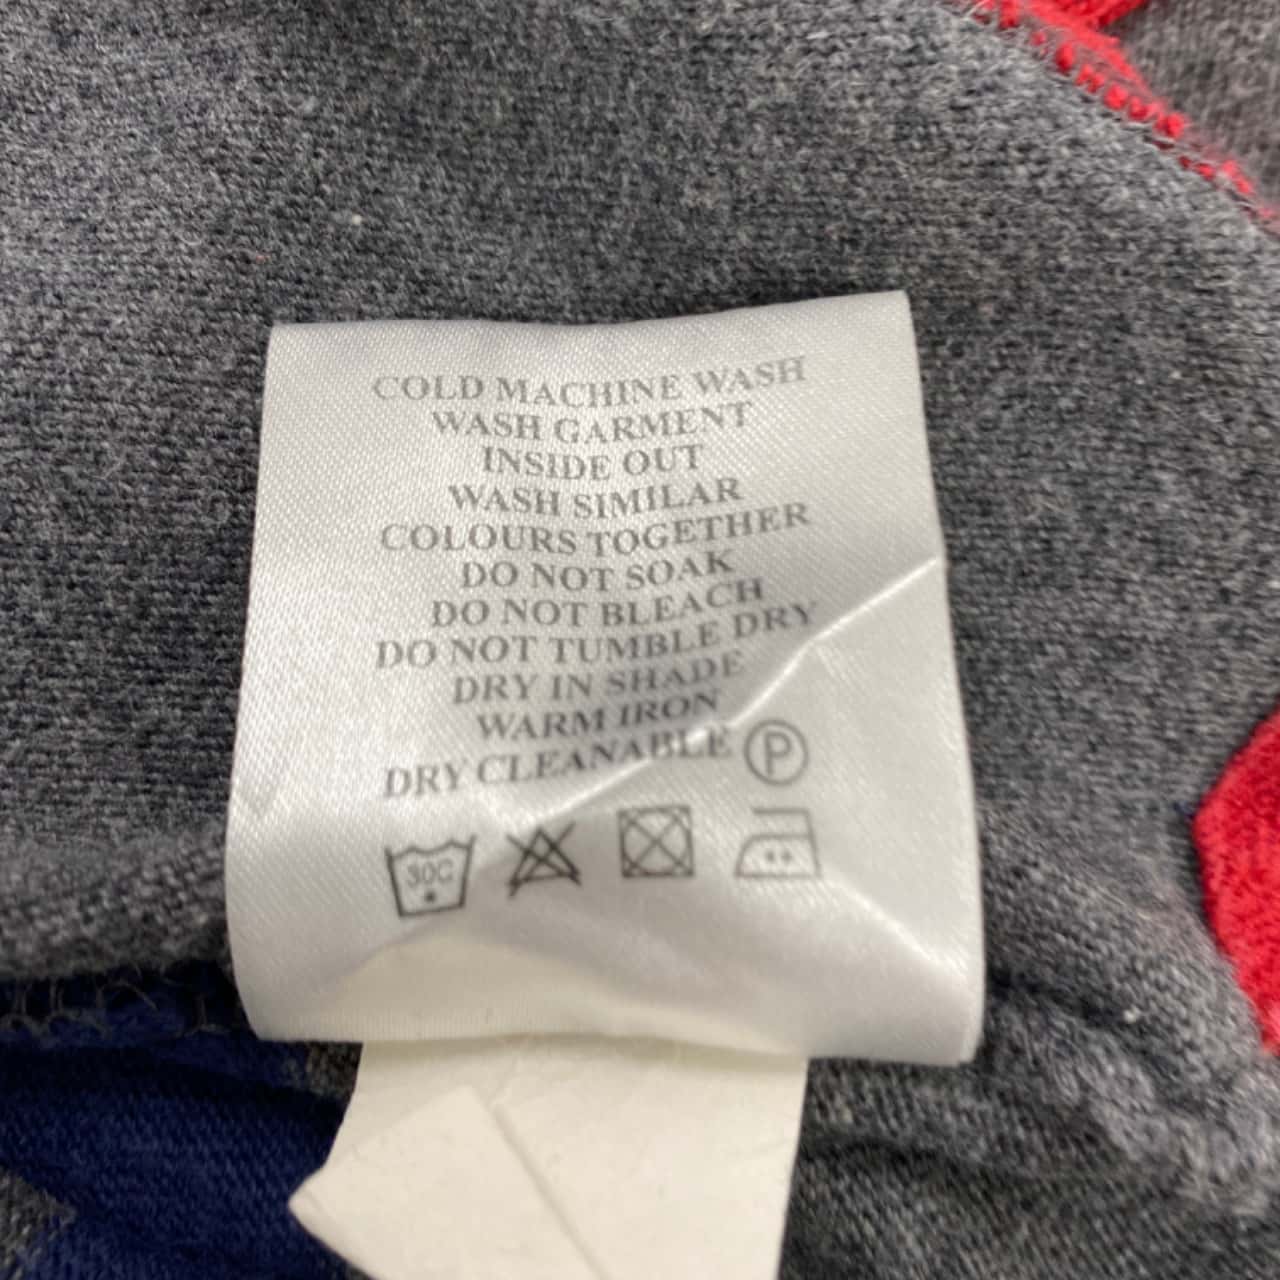 COLD MACHINE WASH
WASH GARMENT
INSIDE OUT
WASH SIMILAR
COLOURS TOGETHER
DO NOT SOAK
DO NOT BLEACH
DO NOT TUMBLE DRY
DRY IN SHADE
WARM IRON
DRY CLEANABLE P
30C